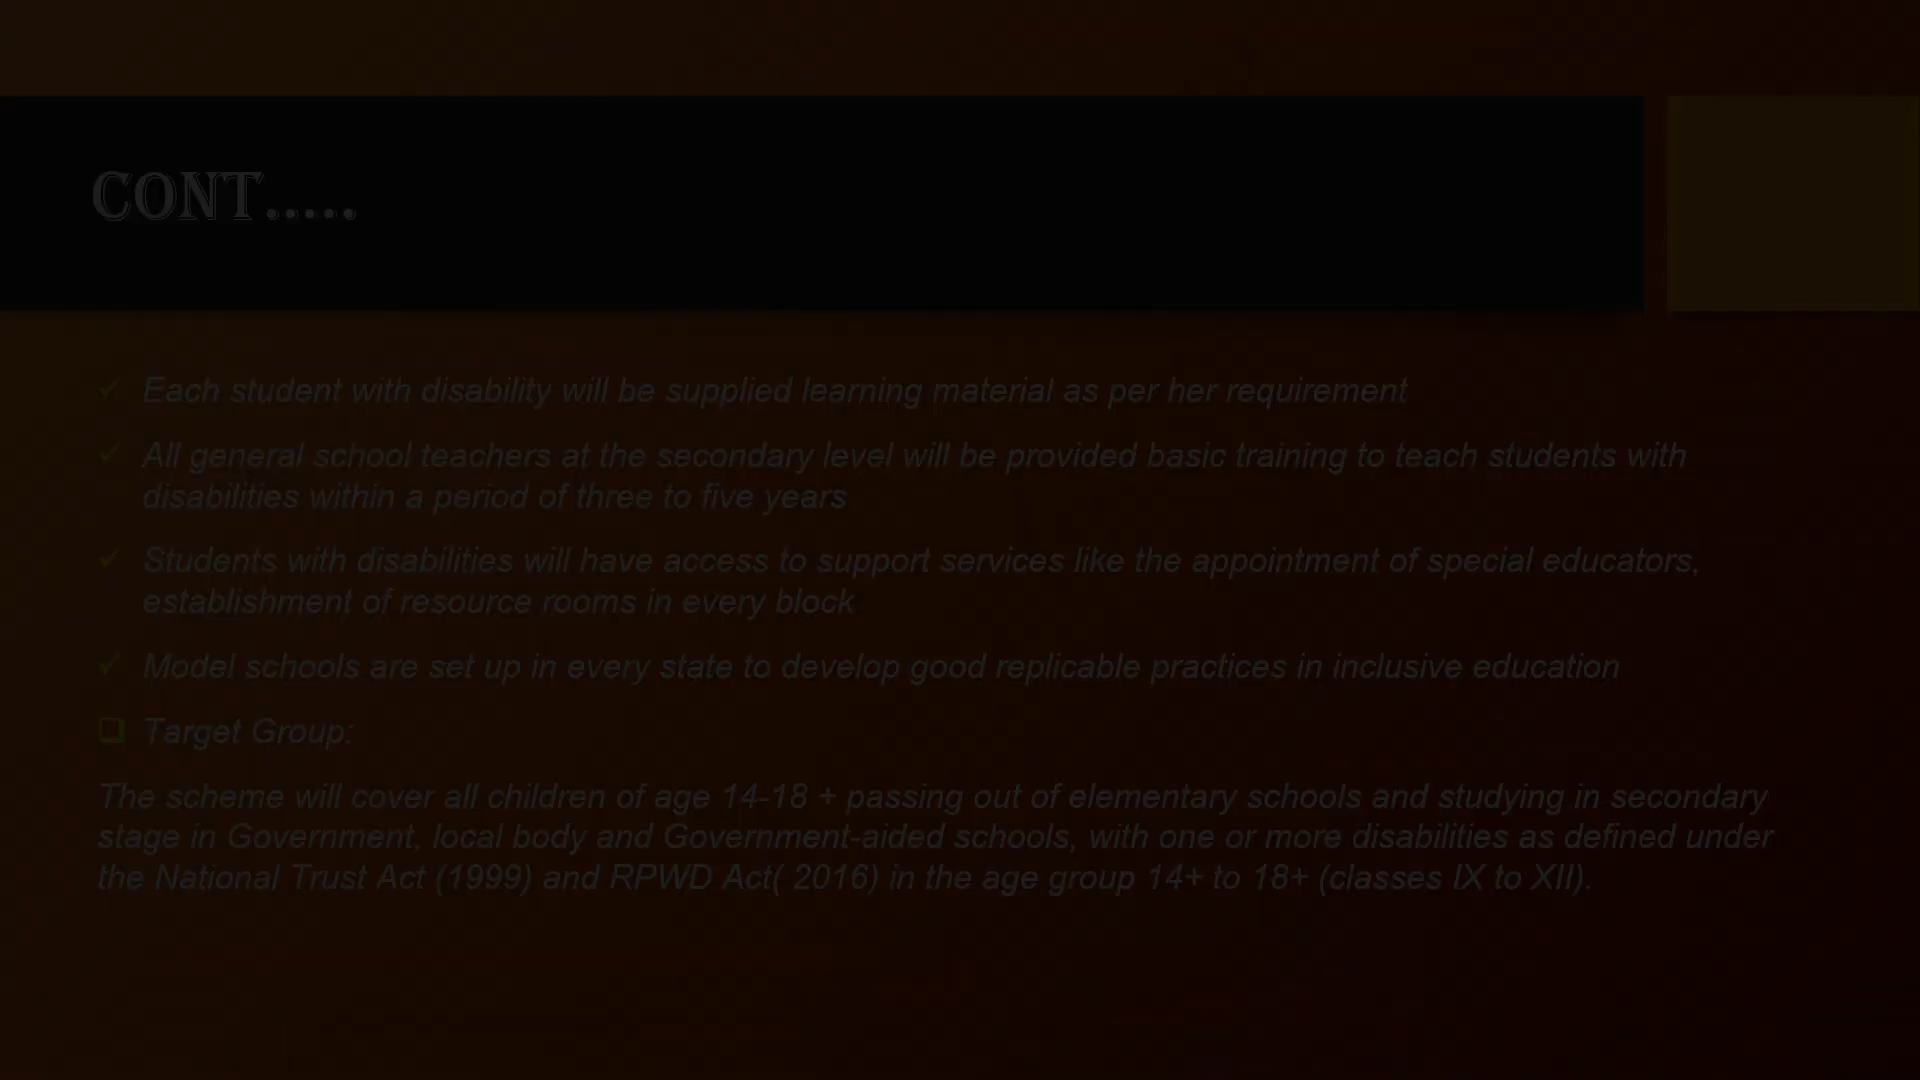 CONT.....
✓ Each student with disability will be supplied learning material as per her requirement
✓ All general school teachers at the secondary level will be provided basic training to teach students with
disabilities within a period of three to five years
✓ Students with disabilities will have access to support services like the appointment of special educators,
establishment of resource rooms in every block
✓ Model schools are set up in every state to develop good replicable practices in inclusive education
❑ Target Group:
The scheme will cover all children of age 14-18 + passing out of elementary schools and studying in secondary
stage in Government, local body and Government-aided schools, with one or more disabilities as defined under
the National Trust Act (1999) and RPWD Act( 2016) in the age group 14+ to 18+ (classes IX to XII).